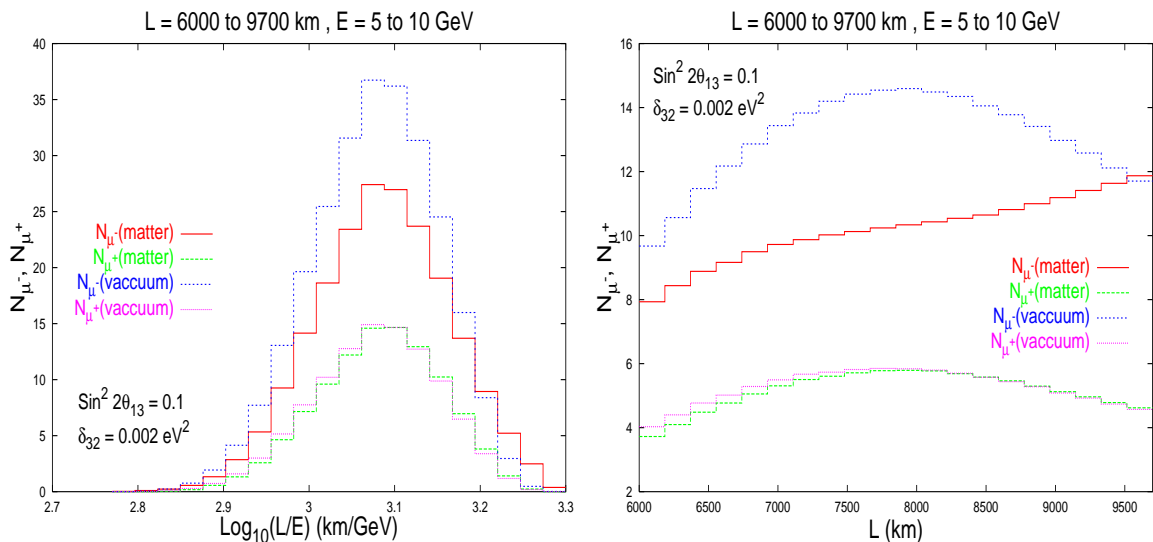 L = 6000 to 9700 km , E = 5 to 10 GeV
40
35
30
25
20
15
10
5
0
N_μ-, N_μ+
Sin² 2θ₁₃ = 0.1
δ₃₂ = 0.002 eV²
N_μ-(matter)
N_μ+(matter)
N_μ-(vaccuum)
N_μ+(vaccuum)
2.7 2.8 2.9 3 3.1 3.2 3.3
Log₁₀(L/E) (km/GeV)
L = 6000 to 9700 km , E = 5 to 10 GeV
16
14
12
10
8
6
4
2
N_μ-, N_μ+
Sin² 2θ₁₃ = 0.1
δ₃₂ = 0.002 eV²
N_μ-(matter)
N_μ+(matter)
N_μ-(vaccuum)
N_μ+(vaccuum)
6000 6500 7000 7500 8000 8500 9000 9500
L (km)